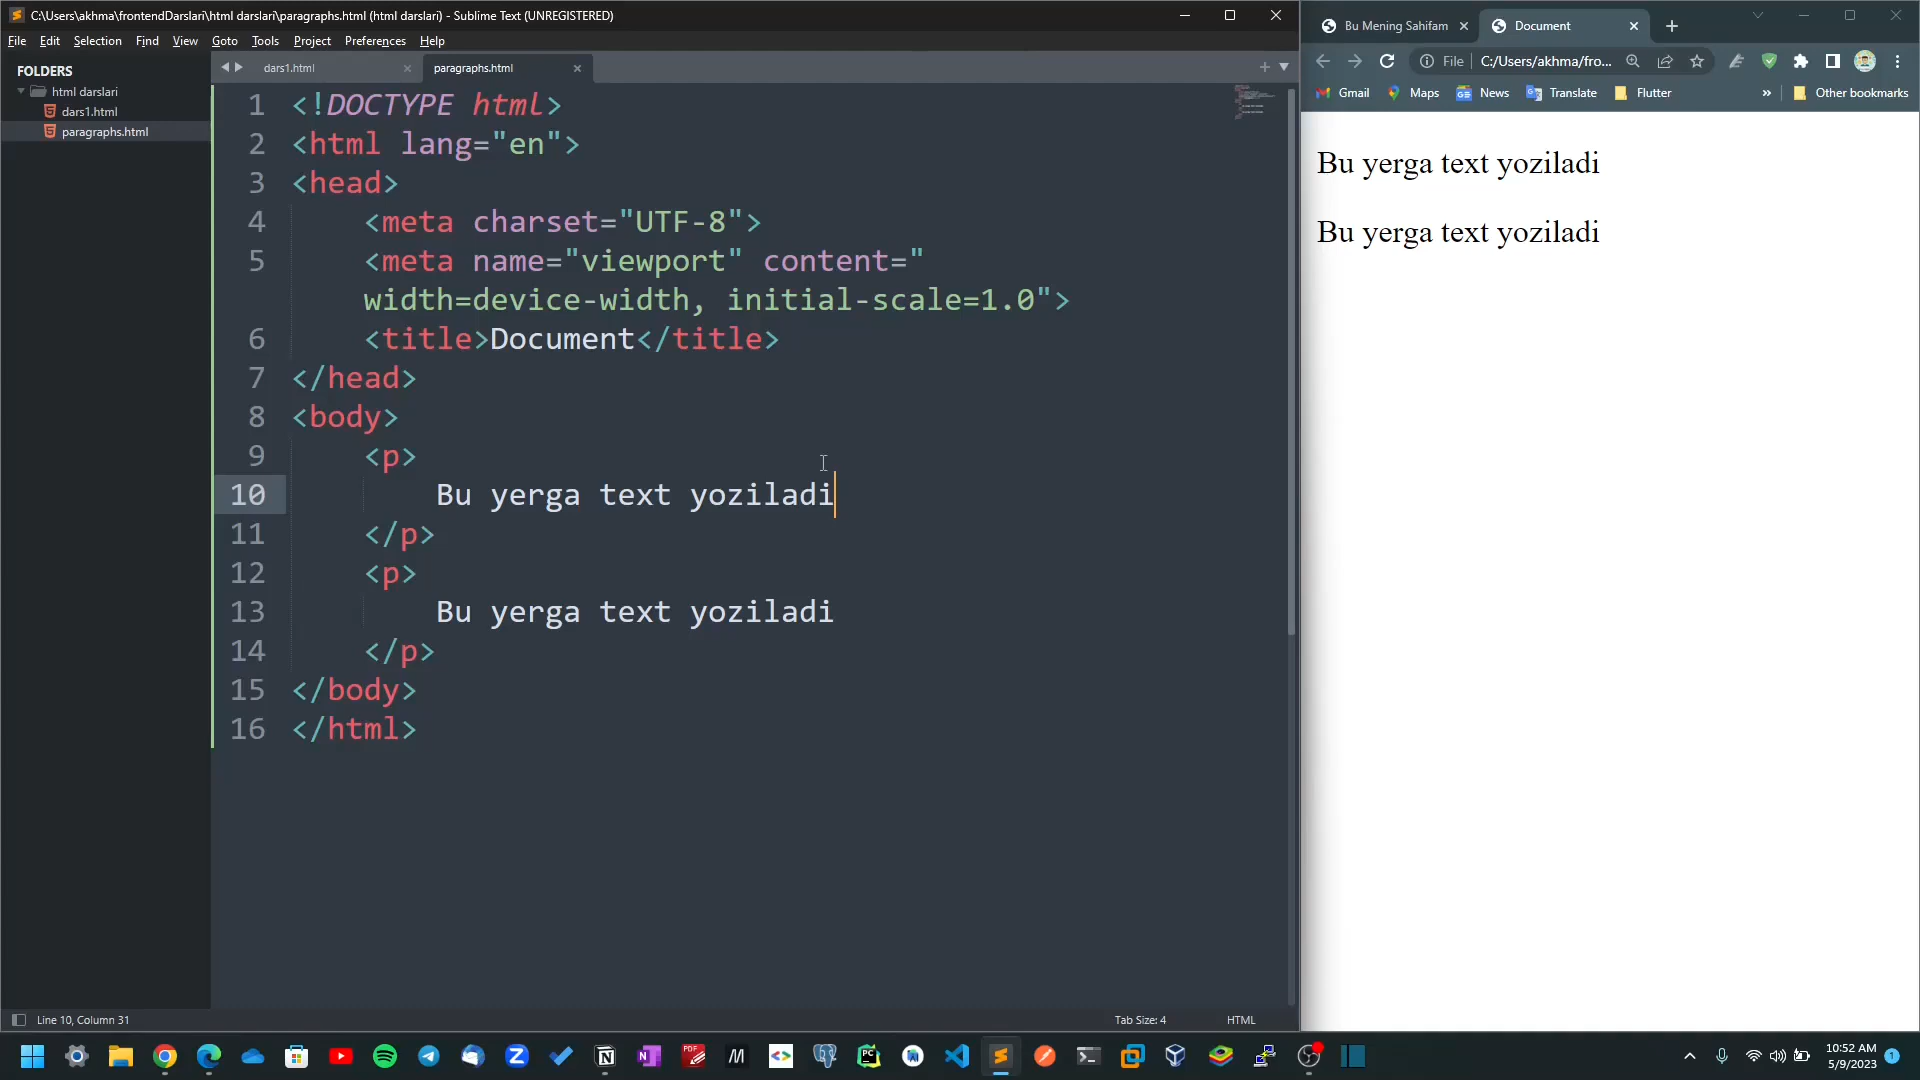 C:\Users\akhma\frontendDarslari\html darslari\paragraphs.html (html darslari) - Sublime Text (UNREGISTERED)
File Edit Selection Find View Goto Tools Project Preferences Help
FOLDERS
html darslari
dars1.html
paragraphs.html
dars1.html
paragraphs.html
1 <!DOCTYPE html>
2 <html lang="en">
3 <head>
4 <meta charset="UTF-8">
5 <meta name="viewport" content="
width=device-width, initial-scale=1.0">
6 <title>Document</title>
7 </head>
8 <body>
9 <p>
10 Bu yerga text yoziladi
11 </p>
12 <p>
13 Bu yerga text yoziladi
14 </p>
15 </body>
16 </html>
Line 10, Column 31
Tab Size: 4
HTML
Bu Mening Sahifam
Document
File C:/Users/akhma/fro...
Gmail Maps News Translate Flutter » Other bookmarks
Bu yerga text yoziladi
Bu yerga text yoziladi
10:52 AM
5/9/2023
1